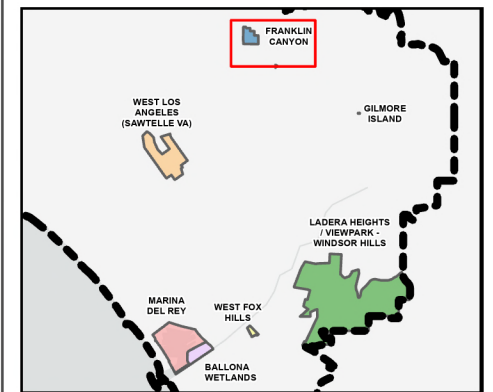 FRANKLIN
CANYON
WEST LOS
ANGELES
(SAWTELLE VA)
GILMORE
ISLAND
LADERA HEIGHTS
/ VIEWPARK -
WINDSOR HILLS
MARINA
DEL REY
WEST FOX
HILLS
BALLONA
WETLANDS